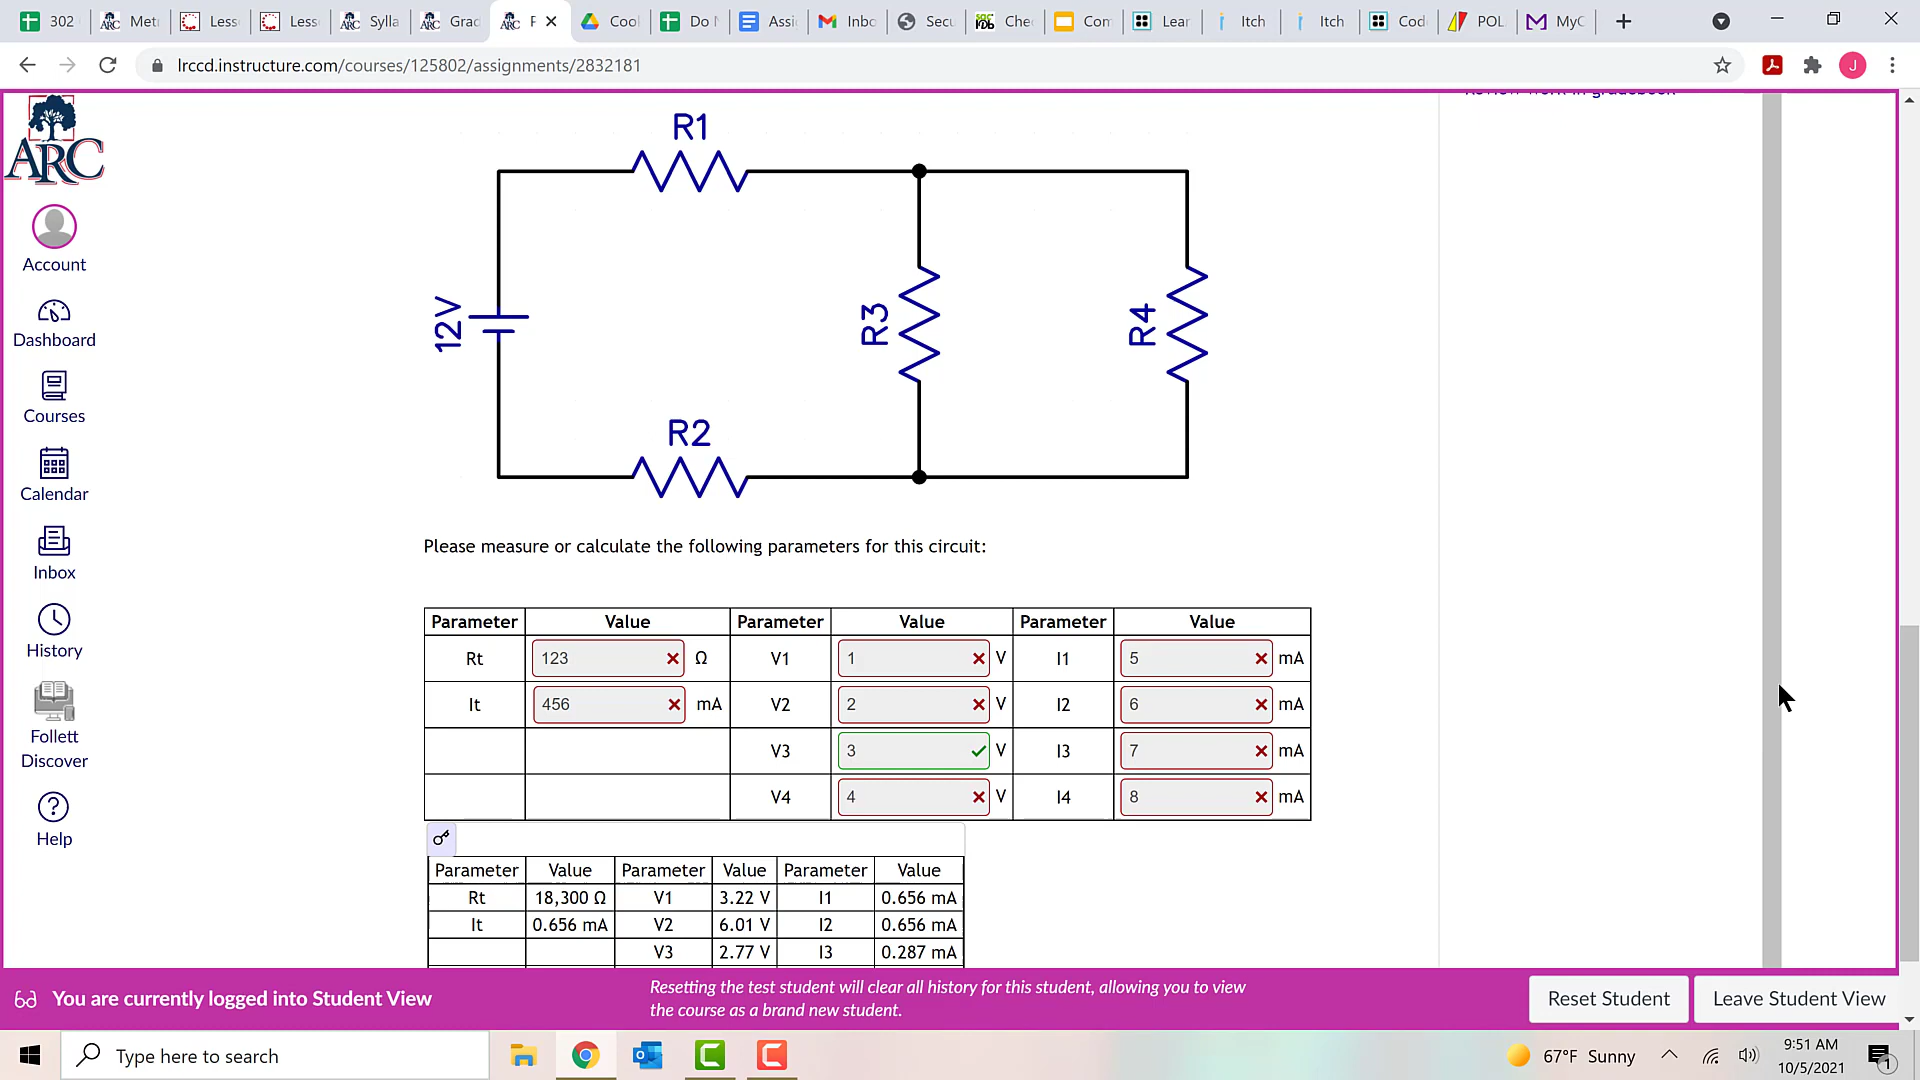 302
Met
Less
Less
Sylla
Grad
F
Cool
Do N
Assi
Inbo
Secu
Che
Con
Lear
Itch
Itch
Cod
POL
MyC
lrccd.instructure.com/courses/125802/assignments/2832181
J
ARC
Account
Dashboard
Courses
Calendar
Inbox
History
Follett
Discover
Help
R1
12V
R3
R4
R2
Please measure or calculate the following parameters for this circuit:
Parameter Value Parameter Value Parameter Value
Rt 123 Ω V1 1 V I1 5 mA
It 456 mA V2 2 V I2 6 mA
V3 3 V I3 7 mA
V4 4 V I4 8 mA
Parameter Value Parameter Value Parameter Value
Rt 18,300 Ω V1 3.22 V I1 0.656 mA
It 0.656 mA V2 6.01 V I2 0.656 mA
V3 2.77 V I3 0.287 mA
You are currently logged into Student View
Resetting the test student will clear all history for this student, allowing you to view
the course as a brand new student.
Reset Student
Leave Student View
Type here to search
67°F Sunny
9:51 AM
10/5/2021
1